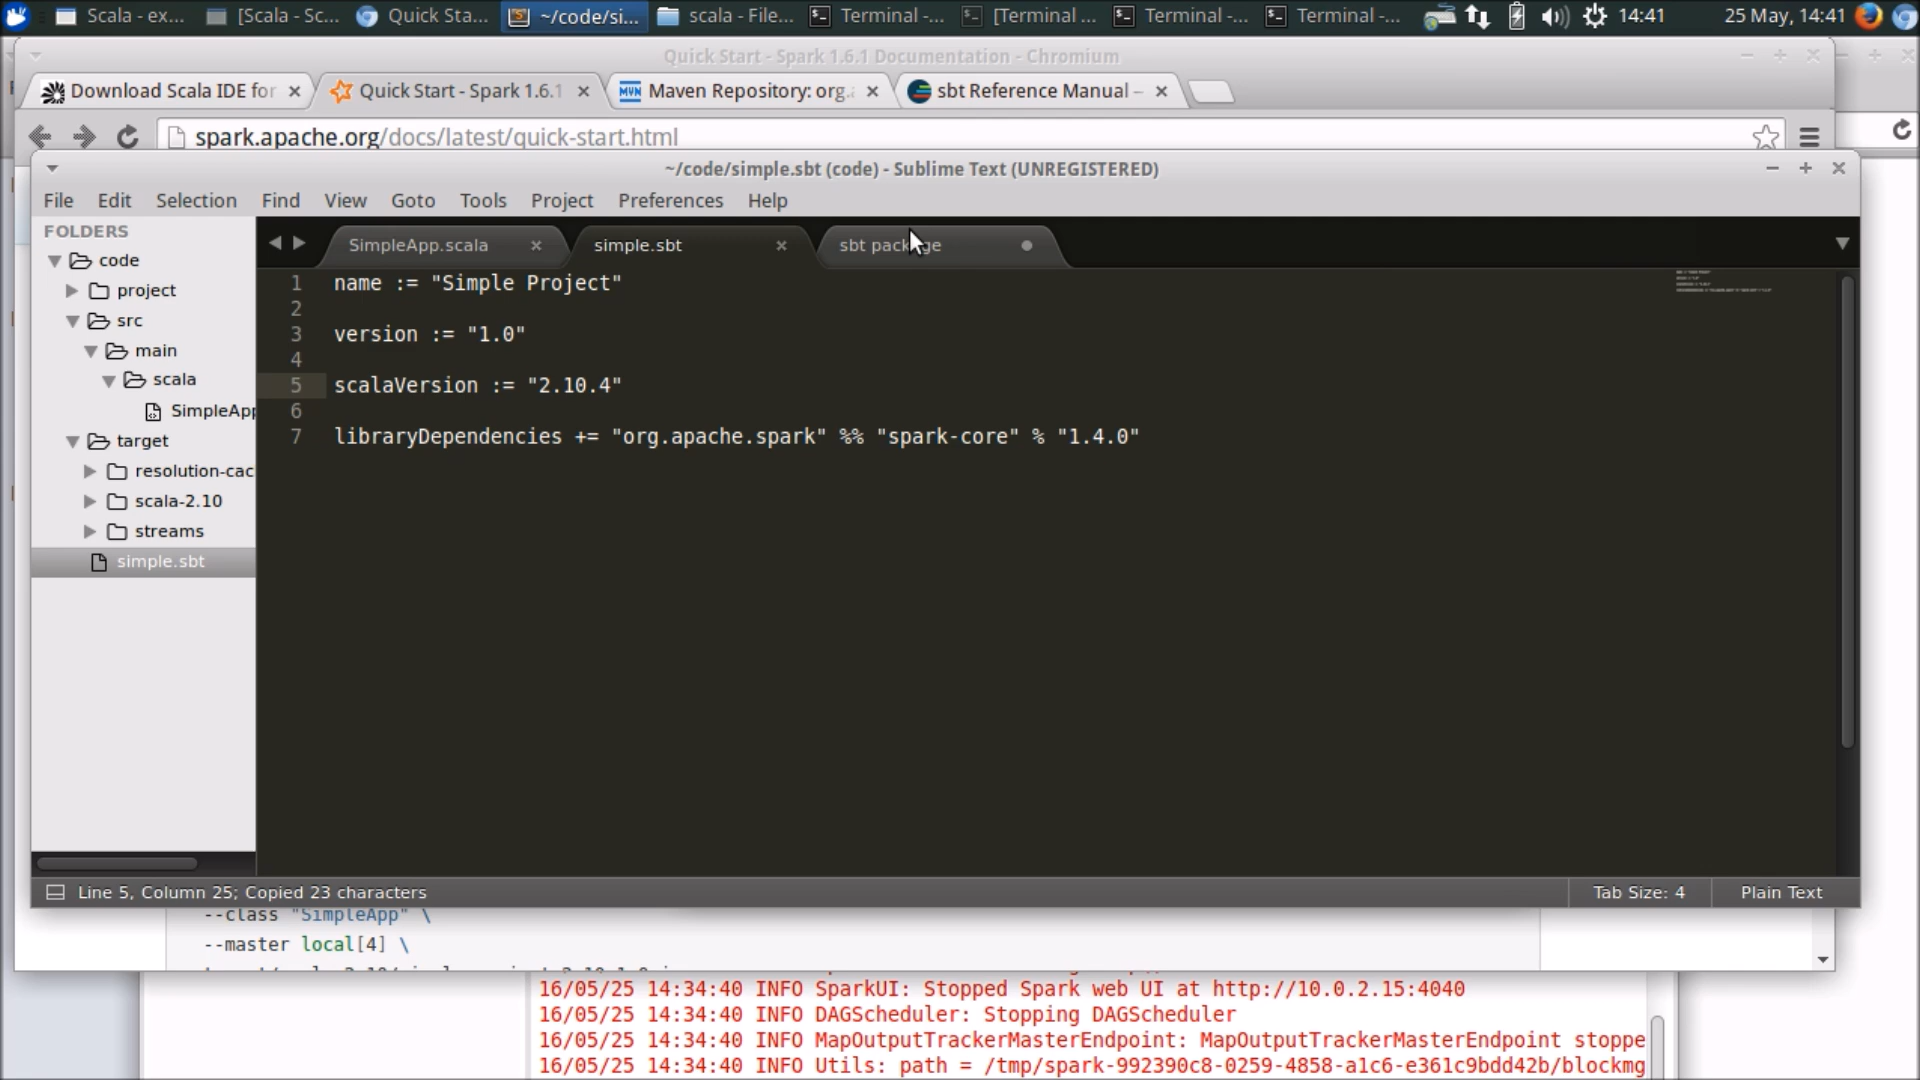 Scala - ex...
[Scala - Sc...
Quick Sta...
~/code/si...
scala - File...
Terminal -...
[Terminal ...
Terminal -...
Terminal -...
14:41
25 May, 14:41
Quick Start - Spark 1.6.1 Documentation - Chromium
Download Scala IDE for
Quick Start - Spark 1.6.1
Maven Repository: org.a
sbt Reference Manual –
spark.apache.org/docs/latest/quick-start.html
~/code/simple.sbt (code) - Sublime Text (UNREGISTERED)
File Edit Selection Find View Goto Tools Project Preferences Help
FOLDERS
code
project
src
main
scala
SimpleApp
target
resolution-cac
scala-2.10
streams
simple.sbt
SimpleApp.scala
simple.sbt
sbt package
1 name := "Simple Project"
2
3 version := "1.0"
4
5 scalaVersion := "2.10.4"
6
7 libraryDependencies += "org.apache.spark" %% "spark-core" % "1.4.0"
Line 5, Column 25; Copied 23 characters
Tab Size: 4
Plain Text
--class "SimpleApp" \
--master local[4] \
16/05/25 14:34:40 INFO SparkUI: Stopped Spark web UI at http://10.0.2.15:4040
16/05/25 14:34:40 INFO DAGScheduler: Stopping DAGScheduler
16/05/25 14:34:40 INFO MapOutputTrackerMasterEndpoint: MapOutputTrackerMasterEndpoint stoppe
16/05/25 14:34:40 INFO Utils: path = /tmp/spark-992390c8-0259-4858-a1c6-e361c9bdd42b/blockmg